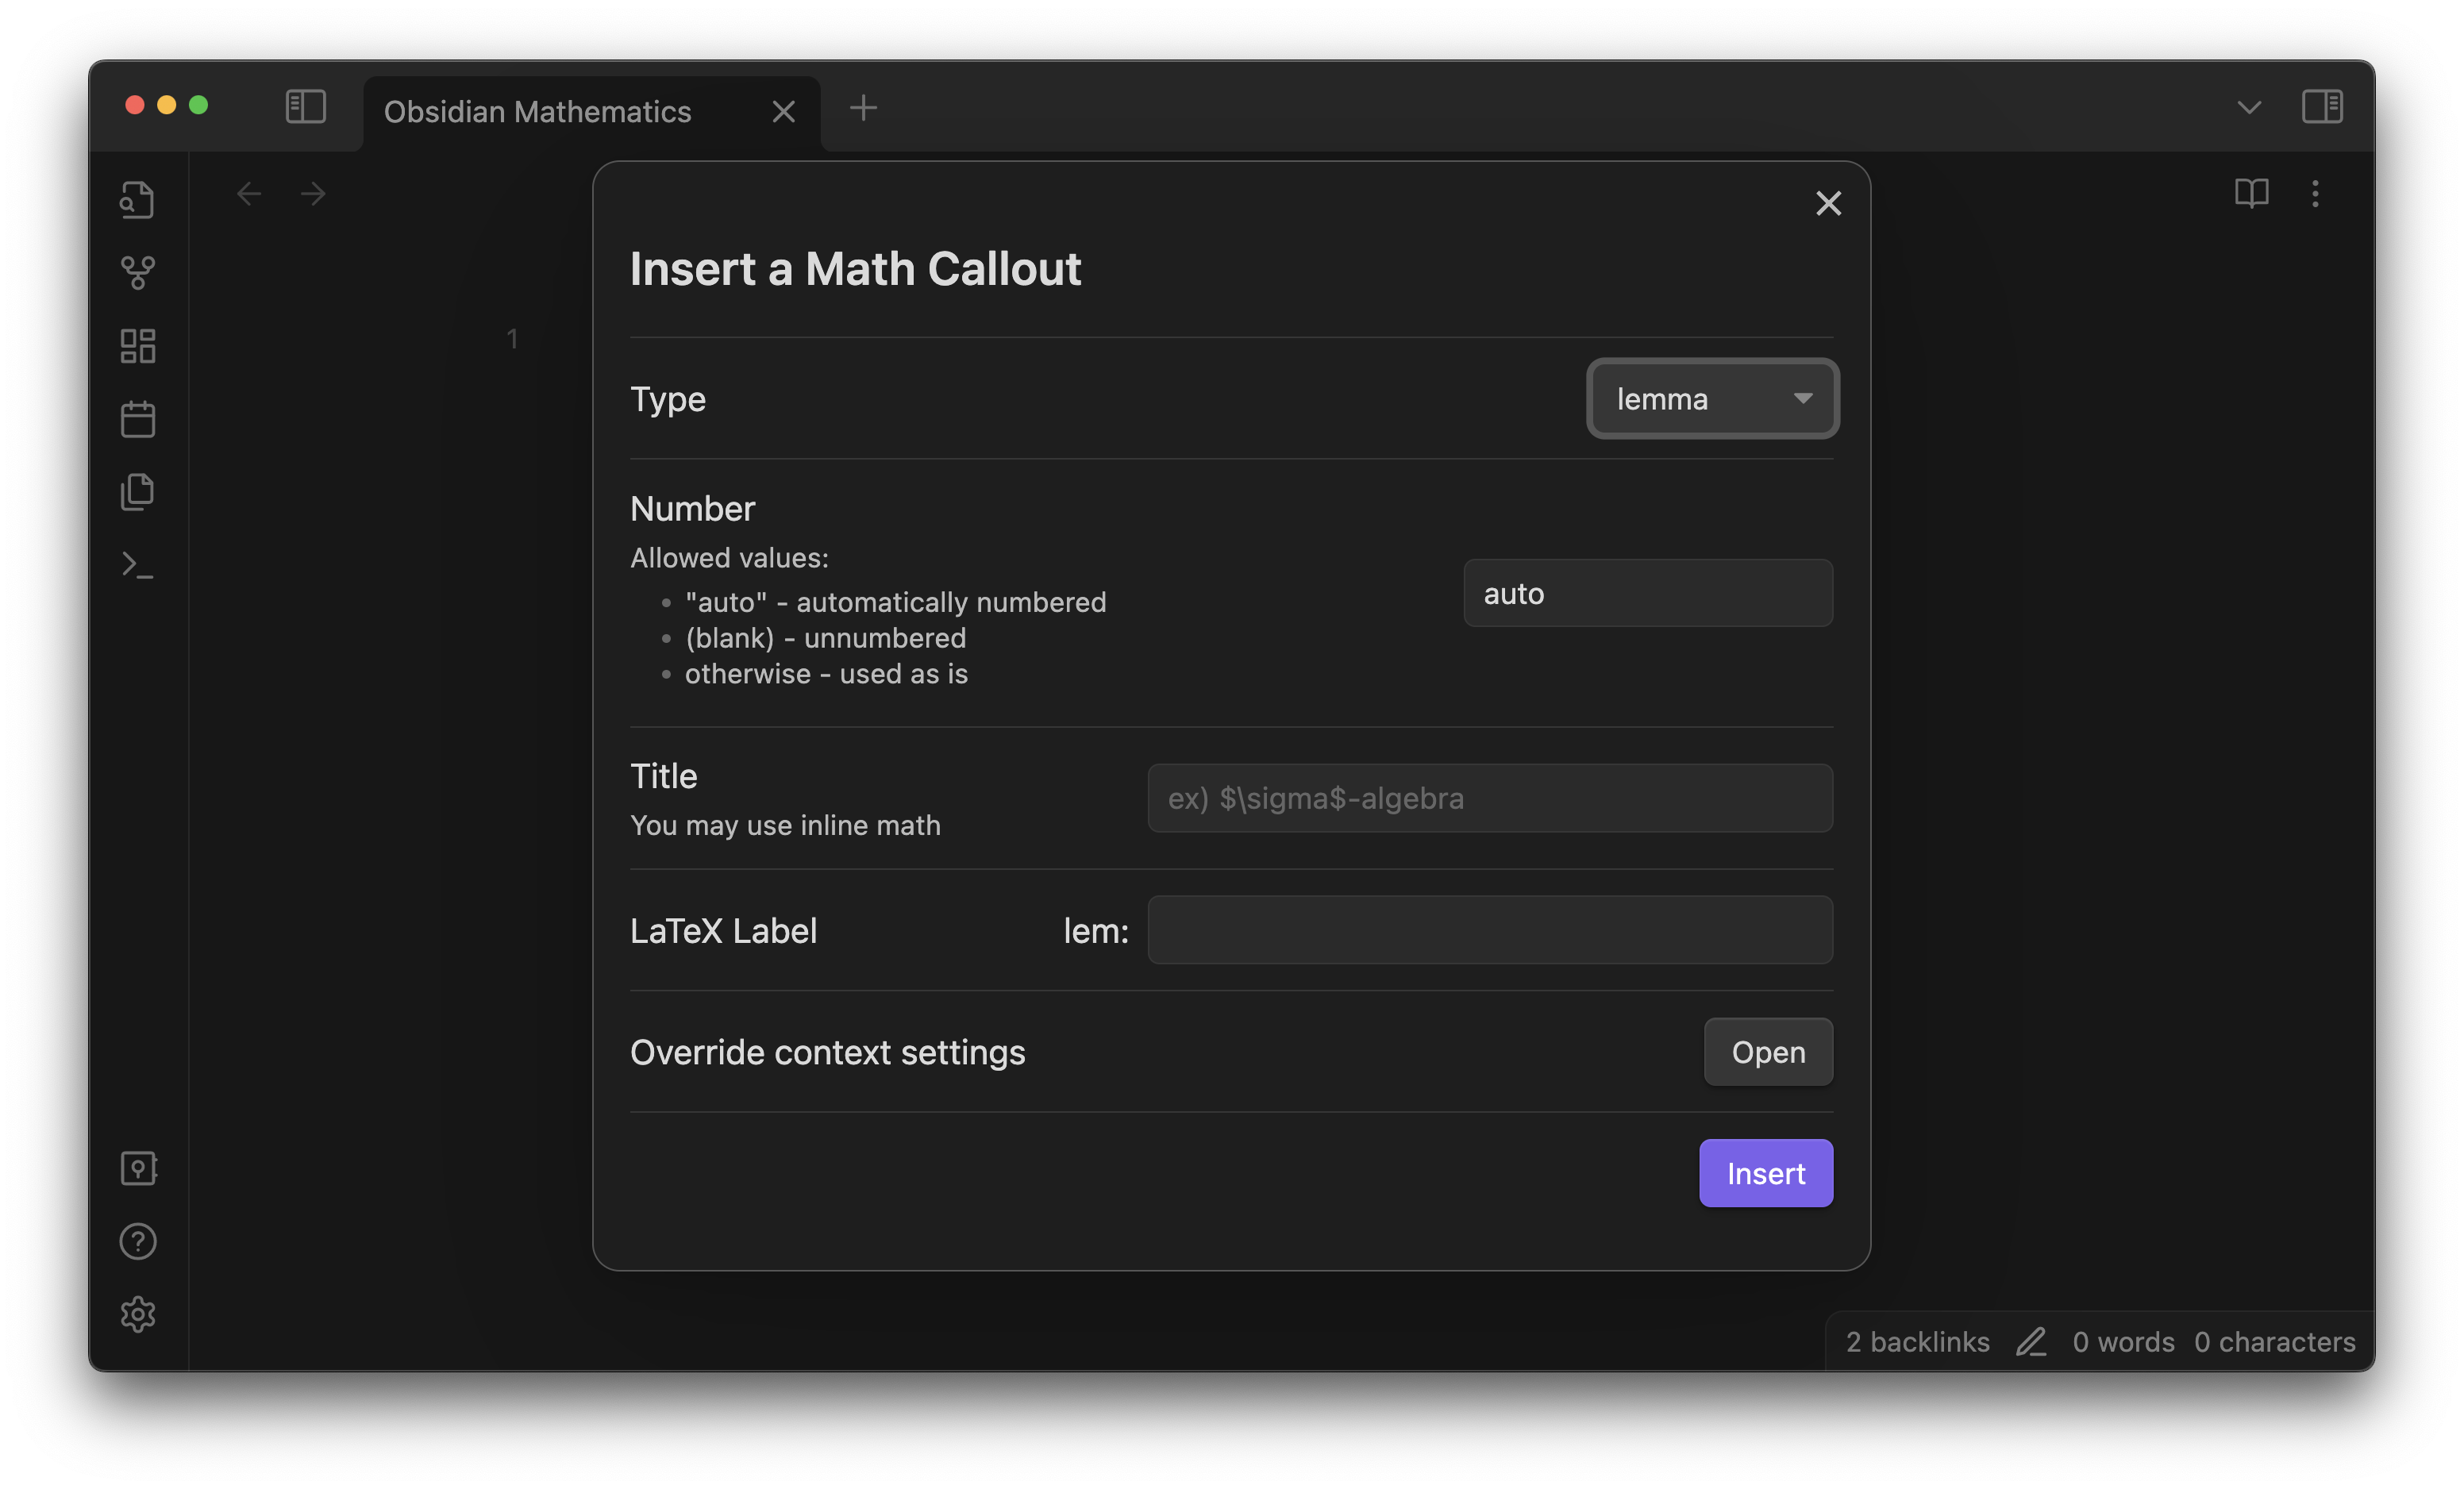 Obsidian Mathematics
Insert a Math Callout
1
Type
lemma
Number
Allowed values:
"auto" - automatically numbered
(blank) - unnumbered
otherwise - used as is
auto
Title
You may use inline math
ex) $\sigma$-algebra
LaTeX Label
lem:
Override context settings
Open
Insert
2 backlinks 0 words 0 characters